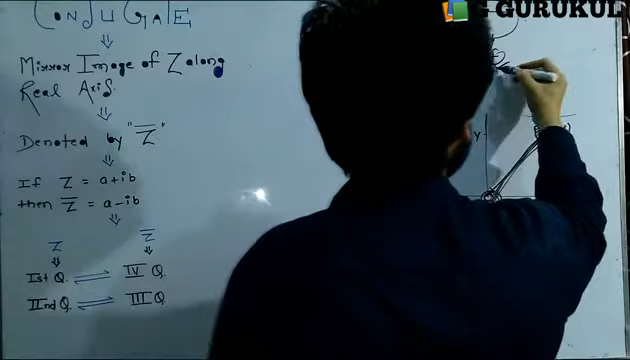 CONJUGATE
⇓
Mirror Image of Z along
Real Axis.
⇓
Denoted by "Z̅"
⇓
If Z = a+ib
then Z̅ = a-ib
⇓
Z Z̅
⇓ ⇓
Ist Q. ⇌ IV Q.
IInd Q. ⇌ III Q.
GURUKUL
Y